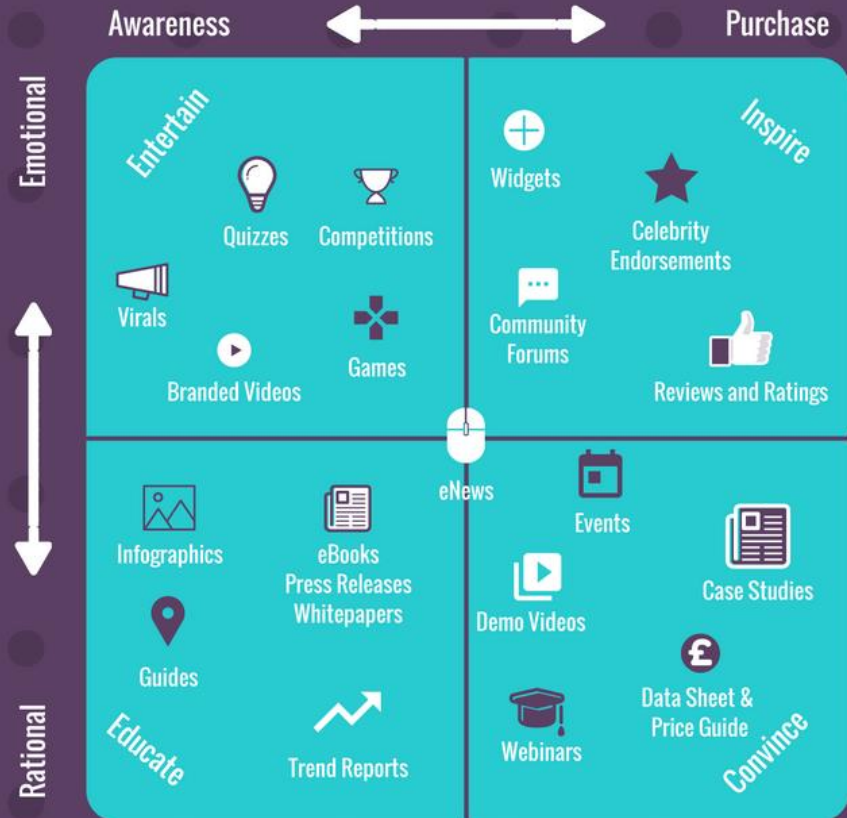 Awareness
Purchase
Emotional
Rational
Entertain
Quizzes
Competitions
Virals
Branded Videos
Games
Inspire
Widgets
Celebrity
Endorsements
Community
Forums
Reviews and Ratings
eNews
Infographics
eBooks
Press Releases
Whitepapers
Guides
Trend Reports
Educate
Events
Demo Videos
Case Studies
£
Data Sheet &
Price Guide
Webinars
Convince